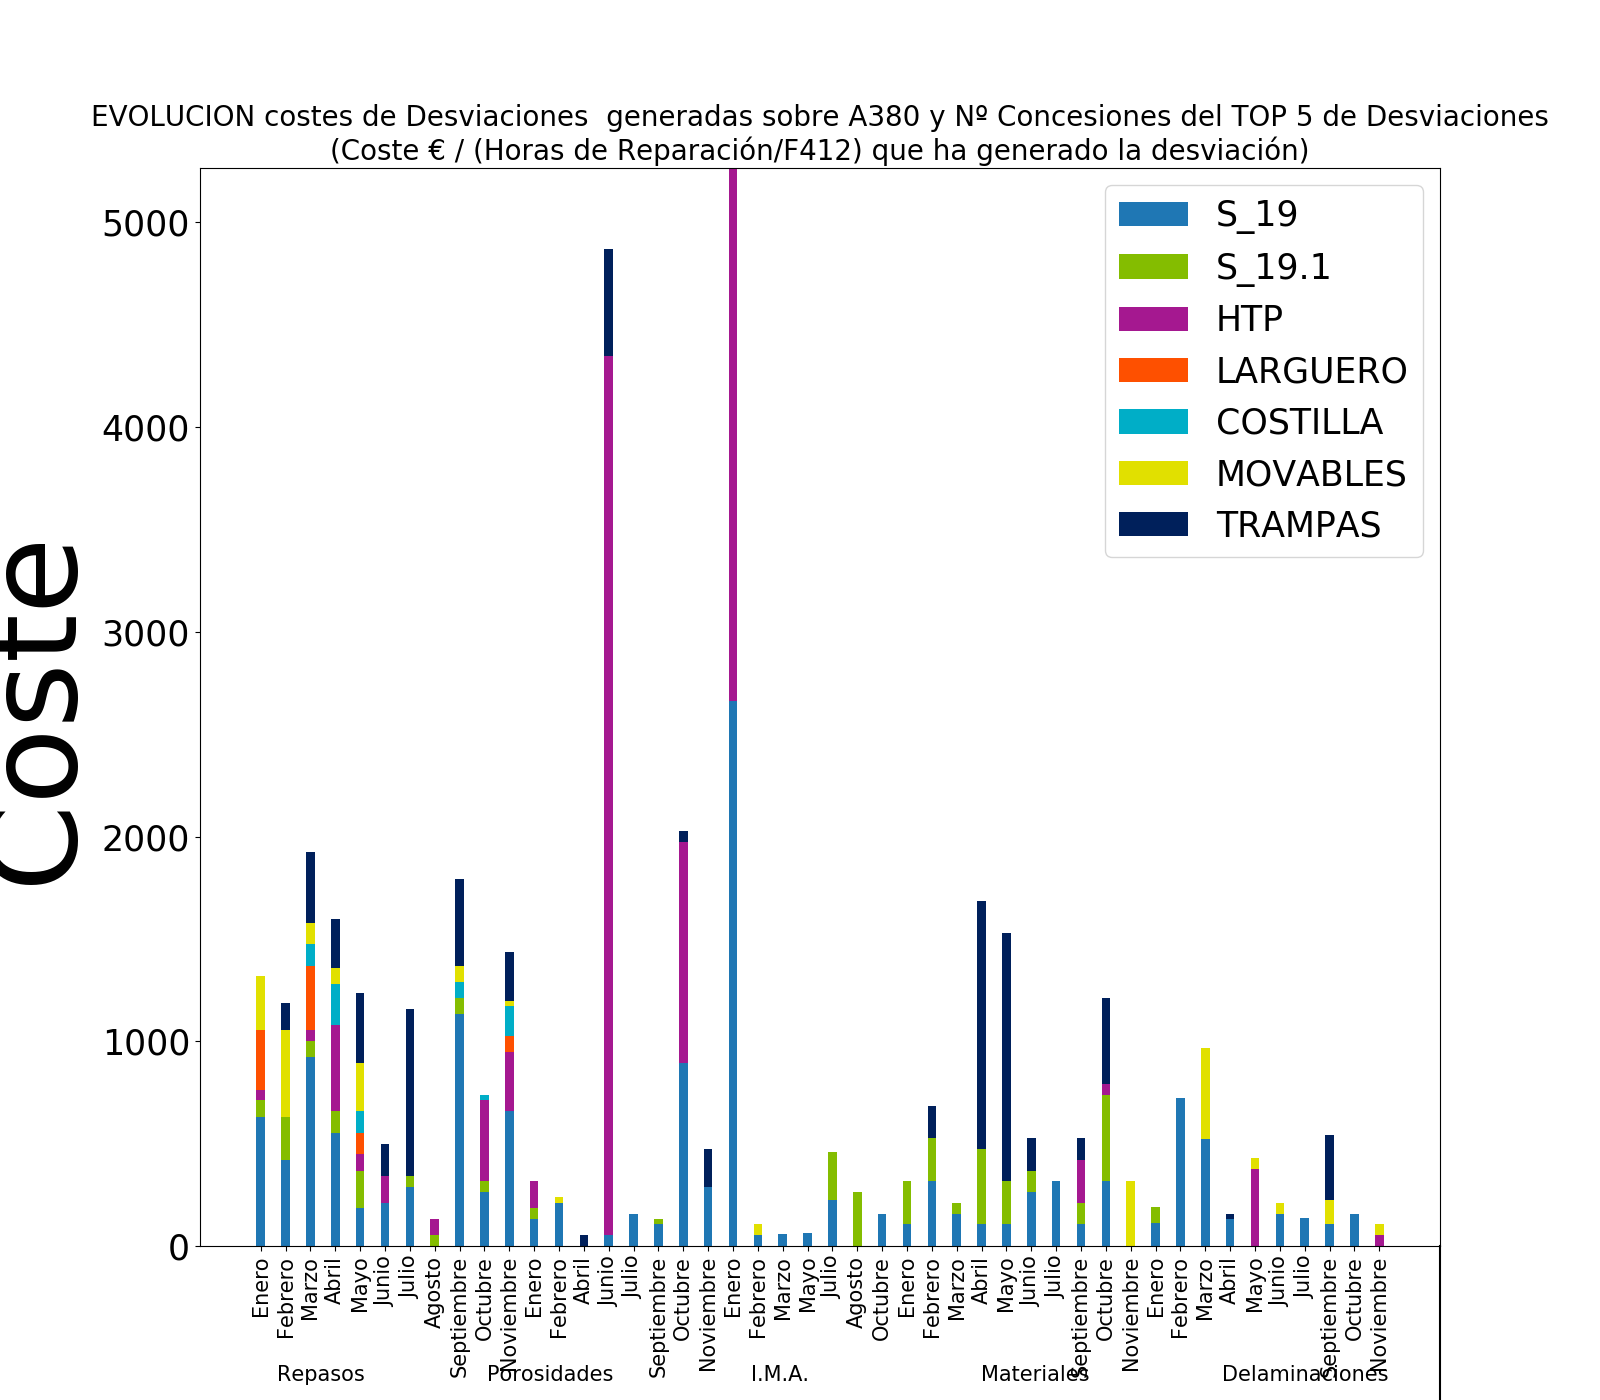 EVOLUCION costes de Desviaciones  generadas sobre A380 y Nº Concesiones del TOP 5 de Desviaciones
(Coste € / (Horas de Reparación/F412) que ha generado la desviación)
Coste
5000
4000
3000
2000
1000
0
S_19
S_19.1
HTP
LARGUERO
COSTILLA
MOVABLES
TRAMPAS
Enero
Febrero
Marzo
Abril
Mayo
Junio
Julio
Agosto
Septiembre
Octubre
Noviembre
Enero
Febrero
Abril
Junio
Julio
Septiembre
Octubre
Noviembre
Enero
Febrero
Marzo
Mayo
Julio
Agosto
Octubre
Enero
Febrero
Marzo
Abril
Mayo
Junio
Julio
Septiembre
Octubre
Noviembre
Enero
Febrero
Marzo
Abril
Mayo
Junio
Julio
Septiembre
Octubre
Noviembre
Repasos
Porosidades
I.M.A.
Materiales
Delaminaciones